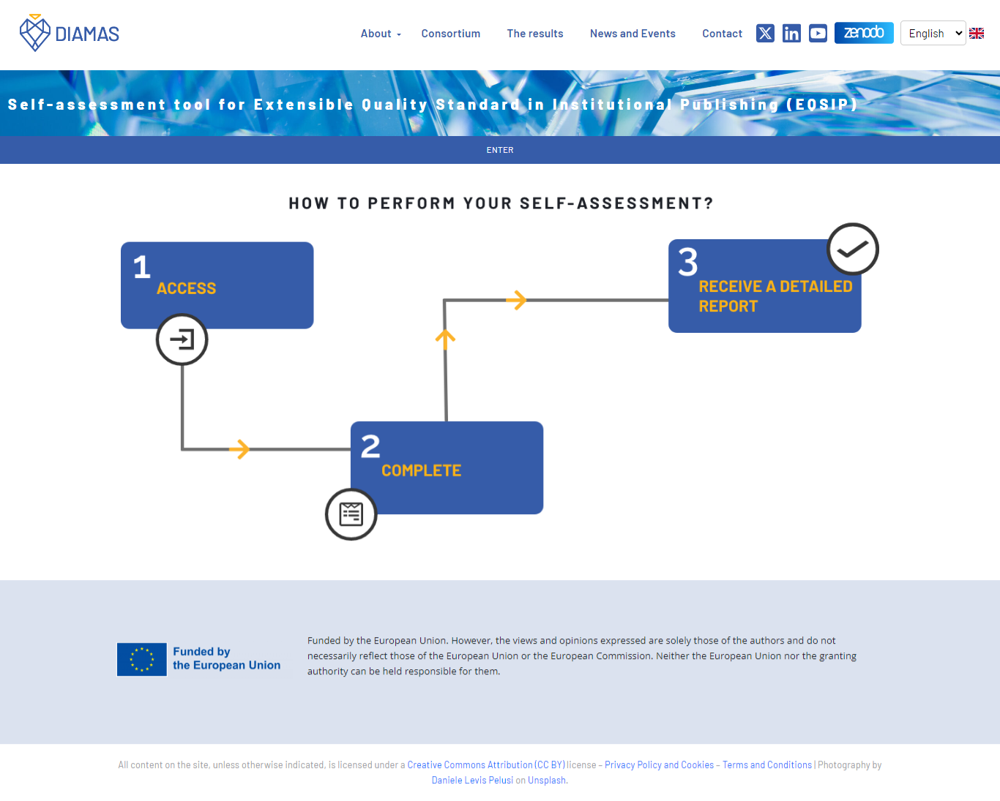 DIAMAS
About
Consortium
The results
News and Events
Contact
X
in
zenodo
English
Self-assessment tool for Extensible Quality Standard in Institutional Publishing (EQSIP)
ENTER
HOW TO PERFORM YOUR SELF-ASSESSMENT?
1
ACCESS
3
RECEIVE A DETAILED
REPORT
2
COMPLETE
Funded by
the European Union
Funded by the European Union. However, the views and opinions expressed are solely those of the authors and do not
necessarily reflect those of the European Union or the European Commission. Neither the European Union nor the granting
authority can be held responsible for them.
All content on the site, unless otherwise indicated, is licensed under a Creative Commons Attribution (CC BY) license – Privacy Policy and Cookies – Terms and Conditions | Photography by
Daniele Levis Pelusi on Unsplash.